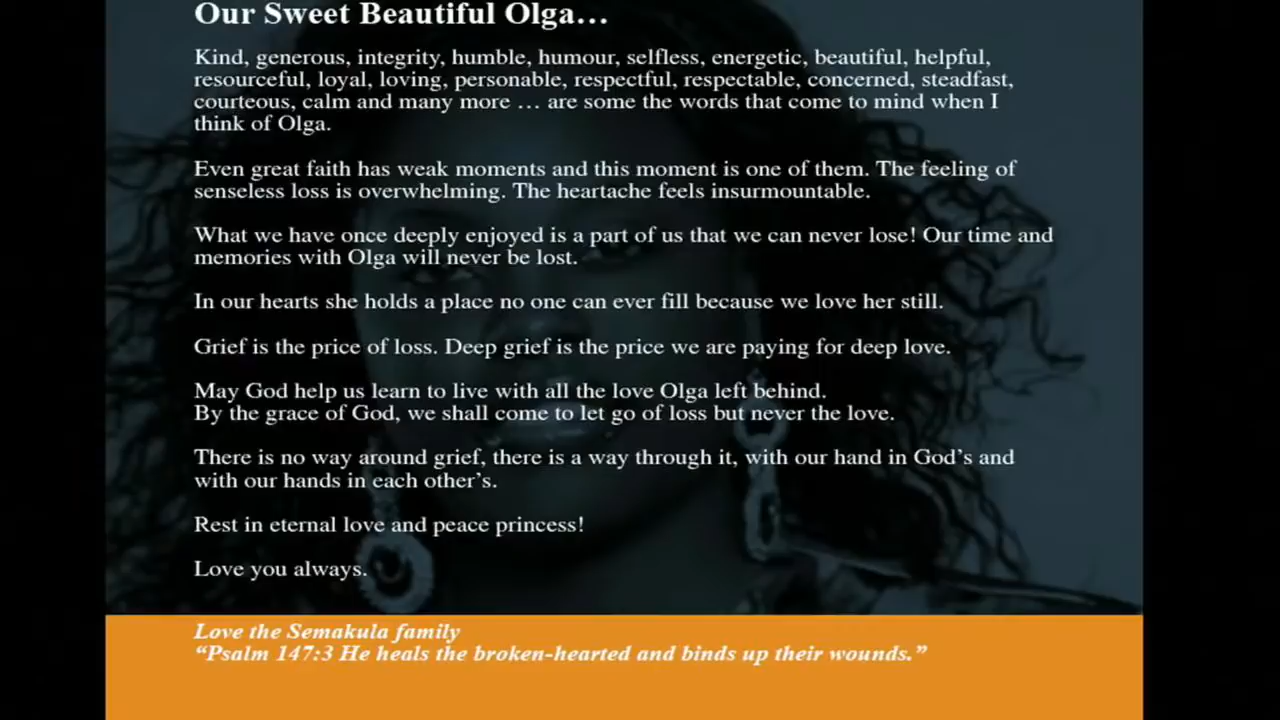 Our Sweet Beautiful Olga…
Kind, generous, integrity, humble, humour, selfless, energetic, beautiful, helpful,
resourceful, loyal, loving, personable, respectful, respectable, concerned, steadfast,
courteous, calm and many more … are some the words that come to mind when I
think of Olga.
Even great faith has weak moments and this moment is one of them. The feeling of
senseless loss is overwhelming. The heartache feels insurmountable.
What we have once deeply enjoyed is a part of us that we can never lose! Our time and
memories with Olga will never be lost.
In our hearts she holds a place no one can ever fill because we love her still.
Grief is the price of loss. Deep grief is the price we are paying for deep love.
May God help us learn to live with all the love Olga left behind.
By the grace of God, we shall come to let go of loss but never the love.
There is no way around grief, there is a way through it, with our hand in God’s and
with our hands in each other’s.
Rest in eternal love and peace princess!
Love you always.
Love the Semakula family
“Psalm 147:3 He heals the broken-hearted and binds up their wounds.”